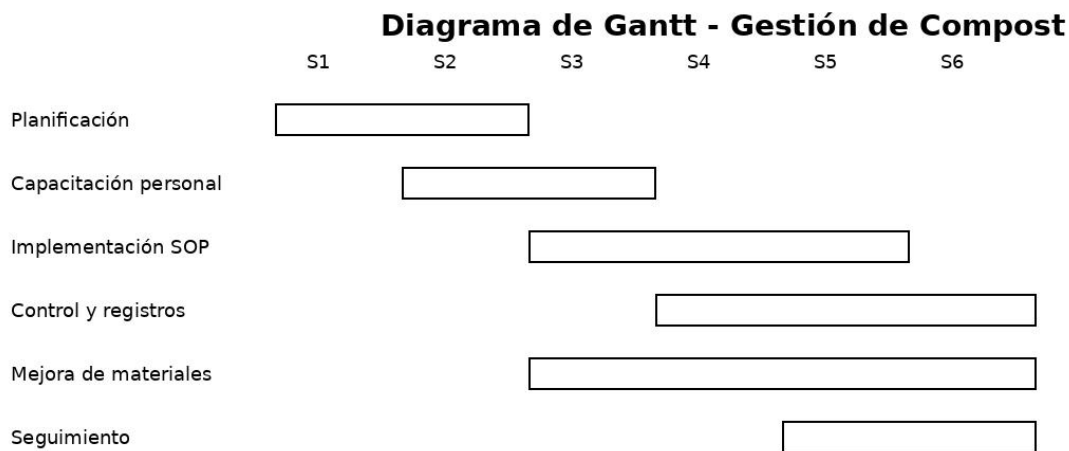 Diagrama de Gantt - Gestión de Compost
S1 S2 S3 S4 S5 S6
Planificación
Capacitación personal
Implementación SOP
Control y registros
Mejora de materiales
Seguimiento